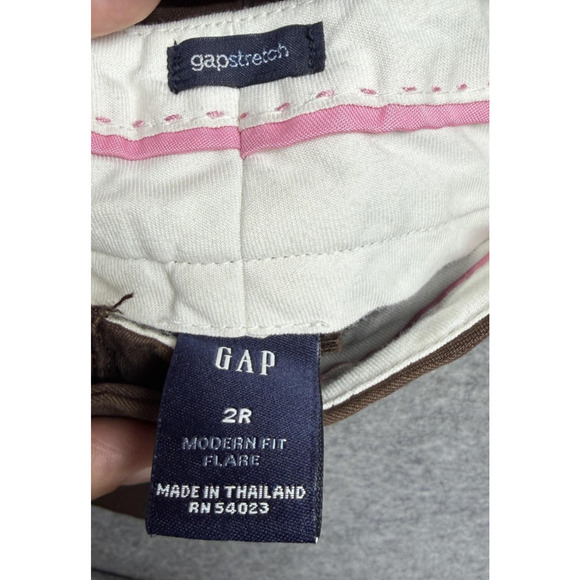 gapstretch
GAP
2R
MODERN FIT
FLARE
MADE IN THAILAND
RN 54023